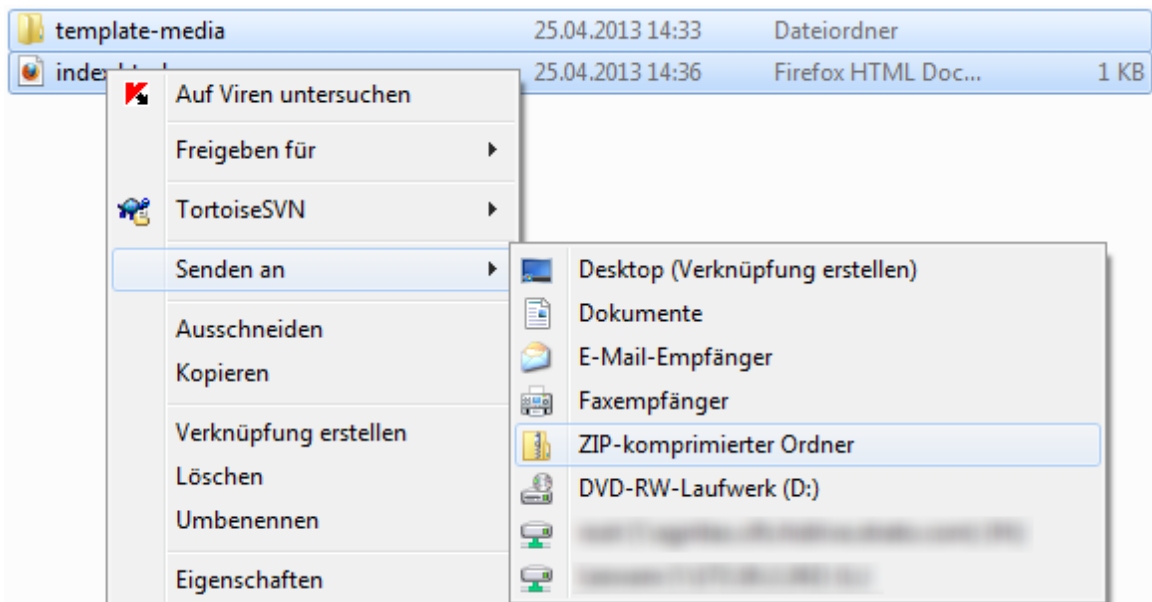 template-media 25.04.2013 14:33 Dateiordner
25.04.2013 14:36 Firefox HTML Doc... 1 KB
Auf Viren untersuchen
Freigeben für
TortoiseSVN
Senden an
Ausschneiden
Kopieren
Verknüpfung erstellen
Löschen
Umbenennen
Eigenschaften
Desktop (Verknüpfung erstellen)
Dokumente
E-Mail-Empfänger
Faxempfänger
ZIP-komprimierter Ordner
DVD-RW-Laufwerk (D:)